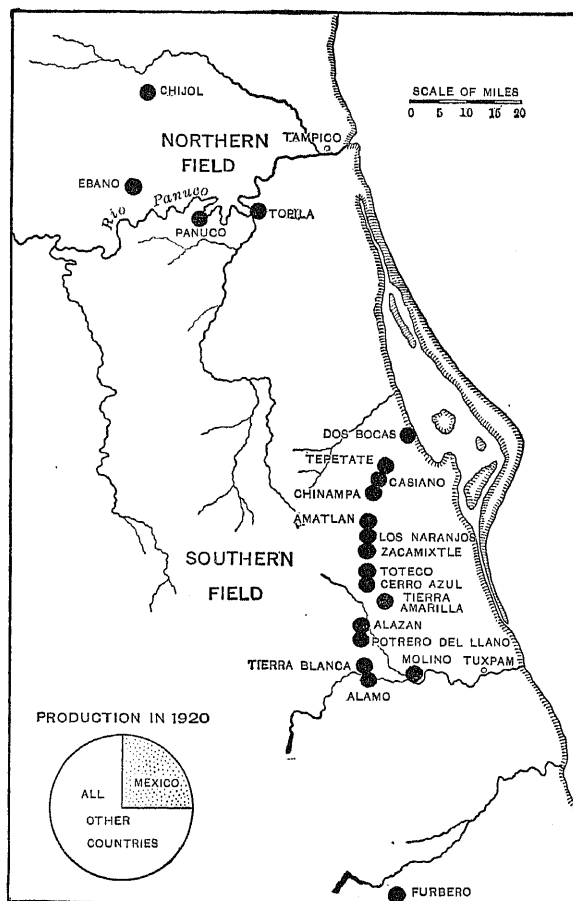 CHIJOL
SCALE OF MILES
0 5 10 15 20
NORTHERN
FIELD
TAMPICO
EBANO
Rio Panuco
PANUCO
TOPILA
DOS BOCAS
TEPETATE
CASIANO
CHINAMPA
AMATLAN
LOS NARANJOS
ZACAMIXTLE
SOUTHERN
FIELD
TOTECO
CERRO AZUL
TIERRA
AMARILLA
ALAZAN
POTRERO DEL LLANO
TIERRA BLANCA
MOLINO
TUXPAM
ALAMO
PRODUCTION IN 1920
MEXICO
ALL
OTHER
COUNTRIES
FURBERO